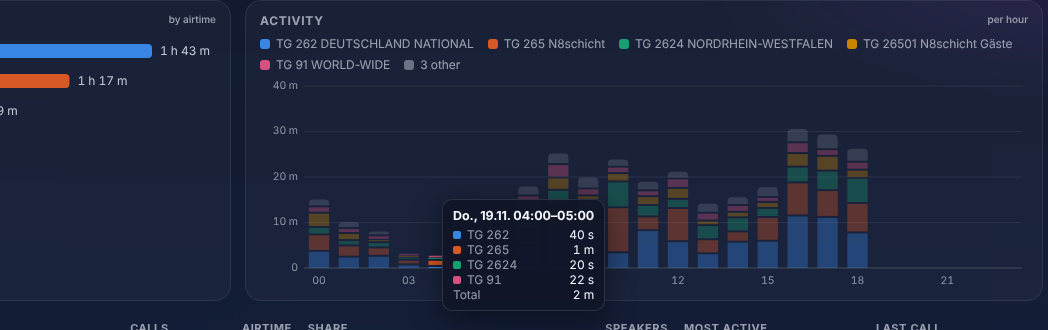 by airtime
1 h 43 m
1 h 17 m
9 m
ACTIVITY
per hour
TG 262 DEUTSCHLAND NATIONAL
TG 265 N8schicht
TG 2624 NORDRHEIN-WESTFALEN
TG 26501 N8schicht Gäste
TG 91 WORLD-WIDE
3 other
40 m
30 m
20 m
10 m
0
00
03
12
15
18
21
Do., 19.11. 04:00–05:00
TG 262 40 s
TG 265 1 m
TG 2624 20 s
TG 91 22 s
Total 2 m
CALLS AIRTIME SHARE SPEAKERS MOST ACTIVE LAST CALL